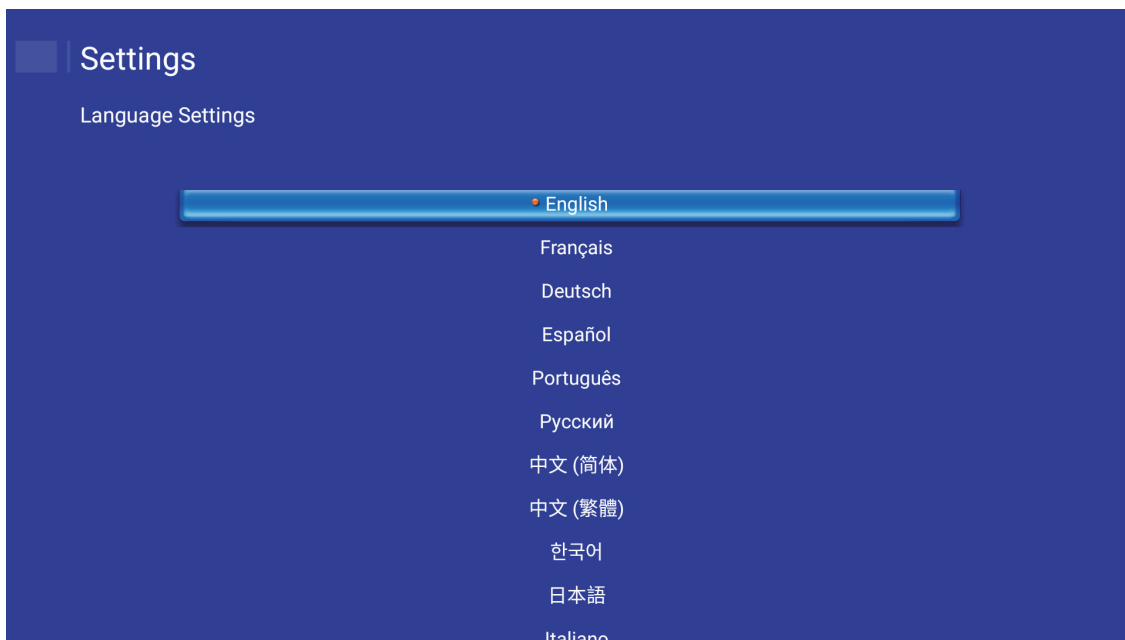 Settings
Language Settings
English
Français
Deutsch
Español
Português
Русский
中文 (简体)
中文 (繁體)
한국어
日本語
Italiano